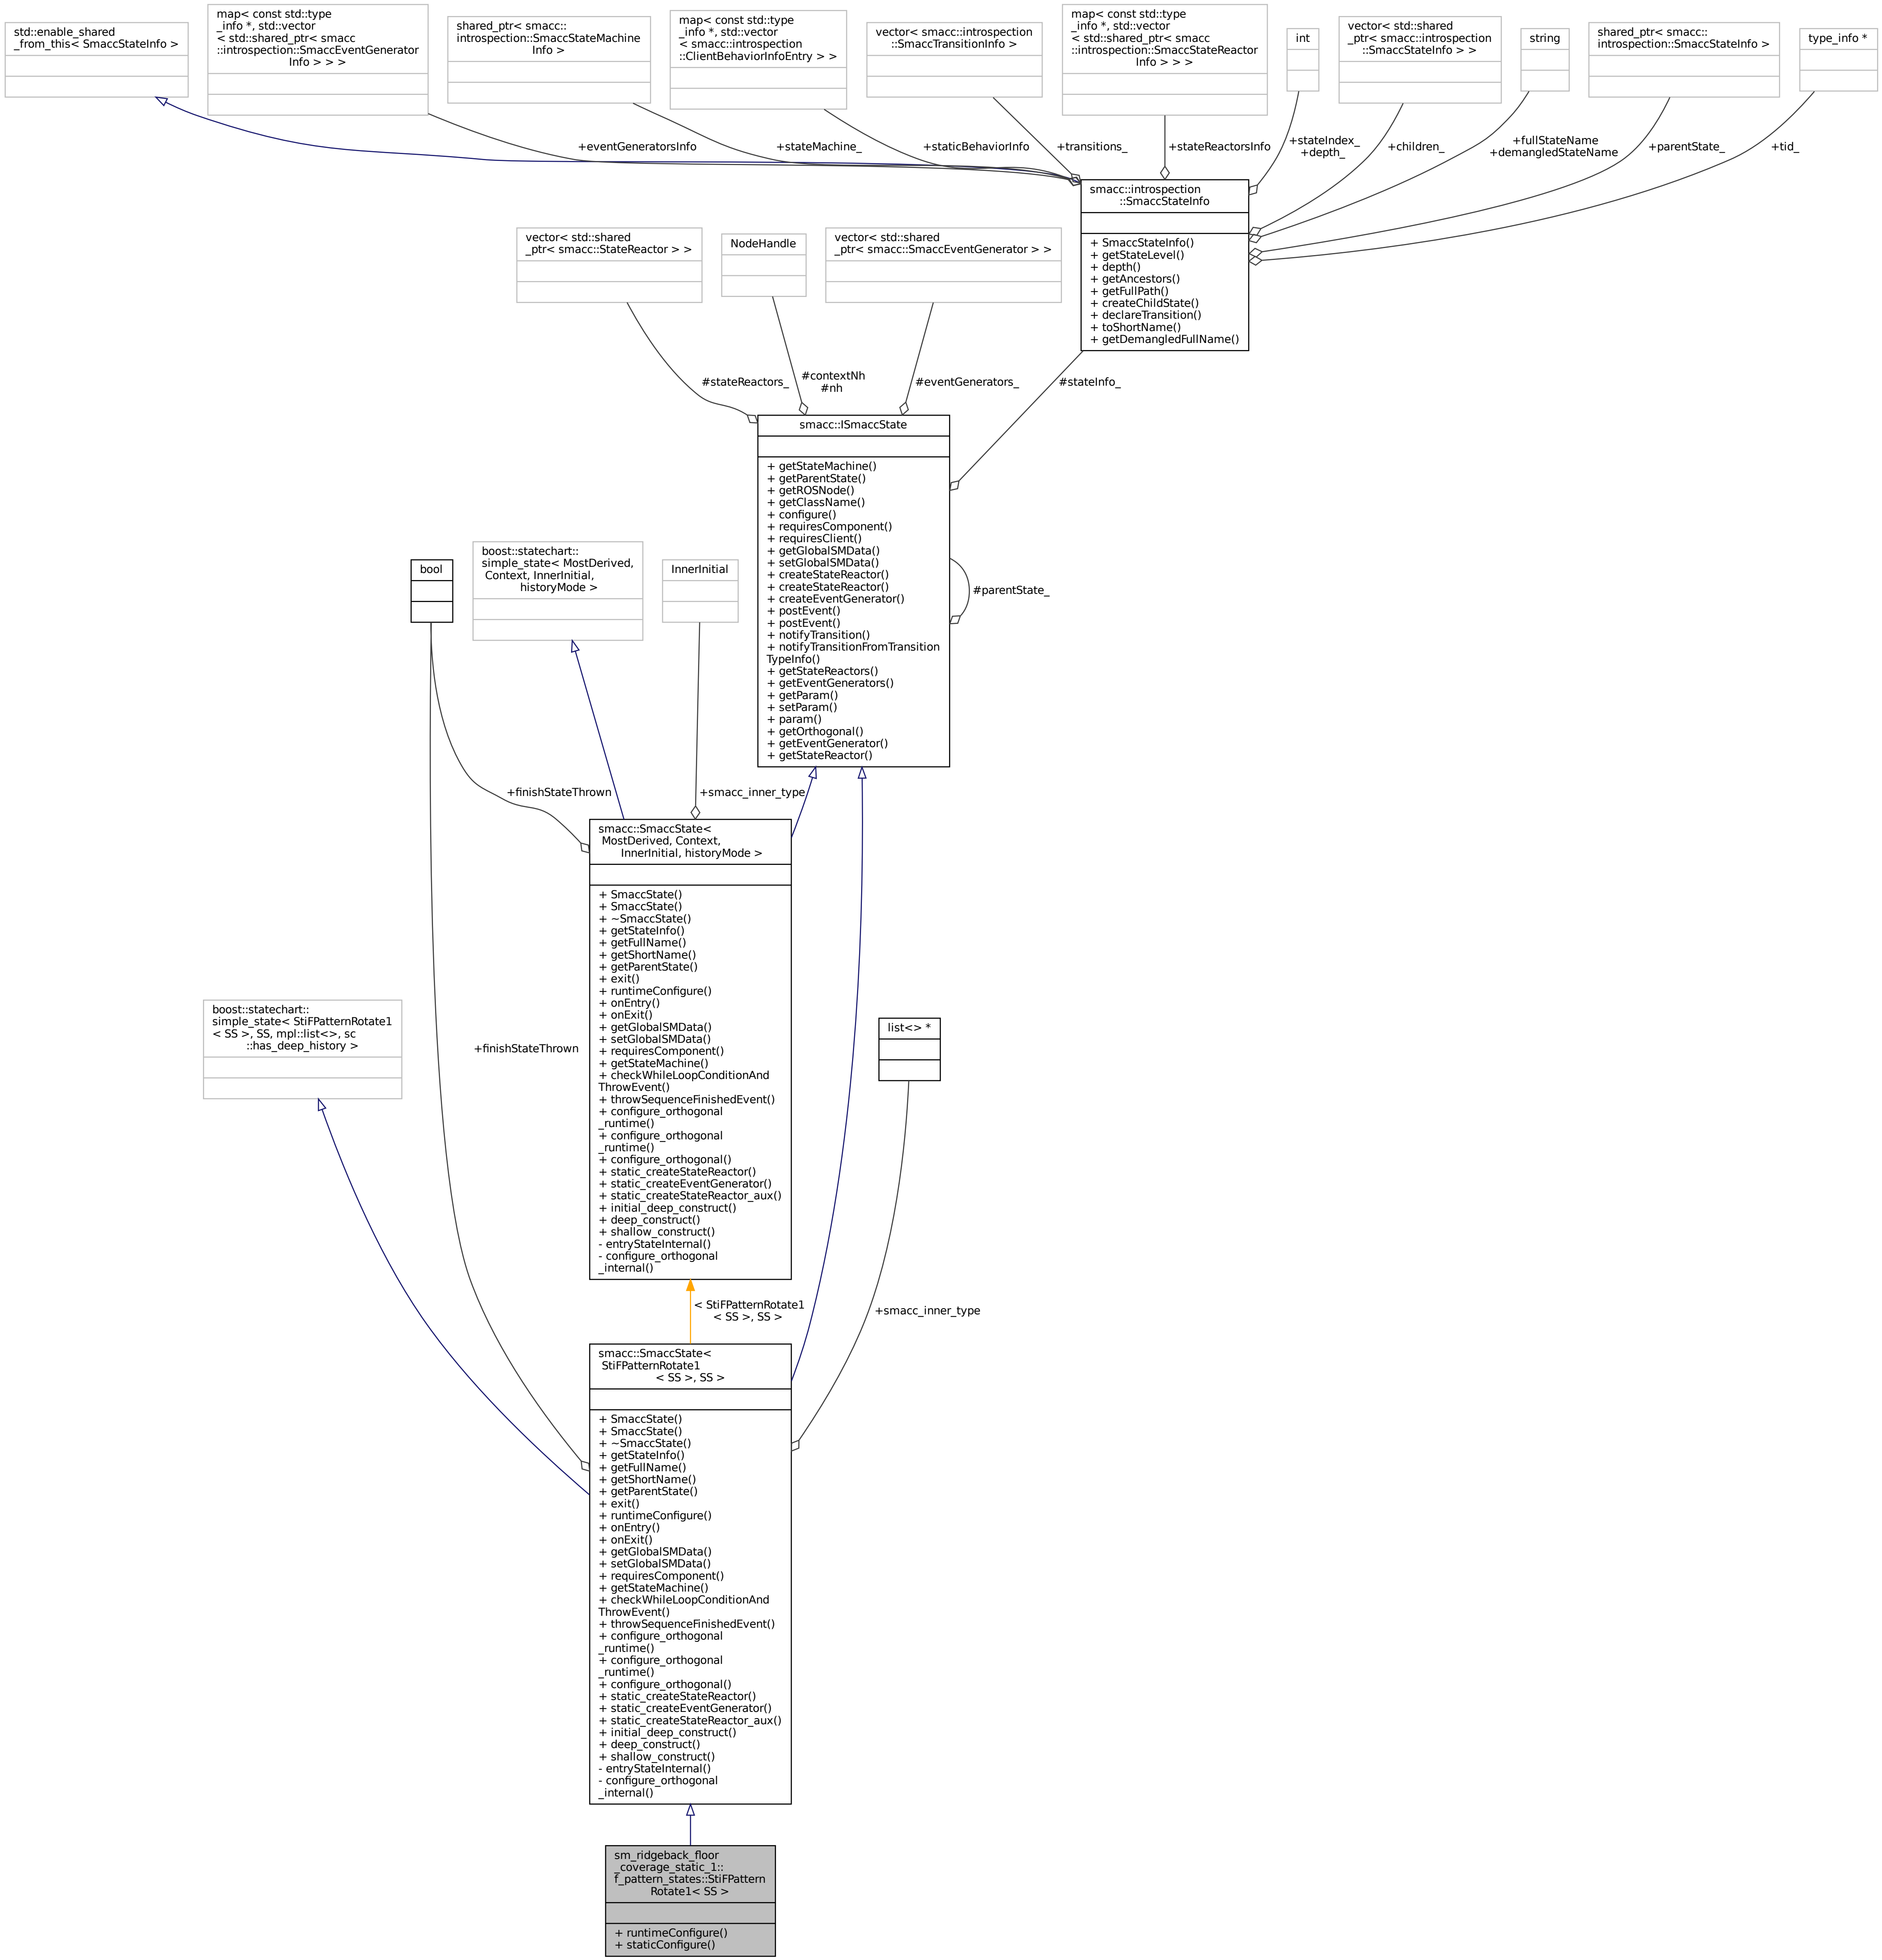 std::enable_shared
_from_this< SmaccStateInfo >
map< const std::type
_info *, std::vector
< std::shared_ptr< smacc
::introspection::SmaccEventGenerator
Info > > >
shared_ptr< smacc::
introspection::SmaccStateMachine
Info >
map< const std::type
_info *, std::vector
< smacc::introspection
::ClientBehaviorInfoEntry > >
vector< smacc::introspection
::SmaccTransitionInfo >
map< const std::type
_info *, std::vector
< std::shared_ptr< smacc
::introspection::SmaccStateReactor
Info > > >
int
vector< std::shared
_ptr< smacc::introspection
::SmaccStateInfo > >
string
shared_ptr< smacc::
introspection::SmaccStateInfo >
type_info *
+eventGeneratorsInfo
+stateMachine_
+staticBehaviorInfo
+transitions_
+stateReactorsInfo
+stateIndex_
+depth_
+children_
+fullStateName
+demangledStateName
+parentState_
+tid_
smacc::introspection
::SmaccStateInfo
+ SmaccStateInfo()
+ getStateLevel()
+ depth()
+ getAncestors()
+ getFullPath()
+ createChildState()
+ declareTransition()
+ toShortName()
+ getDemangledFullName()
vector< std::shared
_ptr< smacc::StateReactor > >
NodeHandle
vector< std::shared
_ptr< smacc::SmaccEventGenerator > >
#stateReactors_
#contextNh
#nh
#eventGenerators_
#stateInfo_
smacc::ISmaccState
+ getStateMachine()
+ getParentState()
+ getROSNode()
+ getClassName()
+ configure()
+ requiresComponent()
+ requiresClient()
+ getGlobalSMData()
+ setGlobalSMData()
+ createStateReactor()
+ createStateReactor()
+ createEventGenerator()
+ postEvent()
+ postEvent()
+ notifyTransition()
+ notifyTransitionFromTransition
TypeInfo()
+ getStateReactors()
+ getEventGenerators()
+ getParam()
+ setParam()
+ param()
+ getOrthogonal()
+ getEventGenerator()
+ getStateReactor()
#parentState_
bool
boost::statechart::
simple_state< MostDerived,
Context, InnerInitial,
historyMode >
InnerInitial
+finishStateThrown
+smacc_inner_type
smacc::SmaccState<
MostDerived, Context,
InnerInitial, historyMode >
+ SmaccState()
+ SmaccState()
+ ~SmaccState()
+ getStateInfo()
+ getFullName()
+ getShortName()
+ getParentState()
+ exit()
+ runtimeConfigure()
+ onEntry()
+ onExit()
+ getGlobalSMData()
+ setGlobalSMData()
+ requiresComponent()
+ getStateMachine()
+ checkWhileLoopConditionAnd
ThrowEvent()
+ throwSequenceFinishedEvent()
+ configure_orthogonal
_runtime()
+ configure_orthogonal
_runtime()
+ configure_orthogonal()
+ static_createStateReactor()
+ static_createEventGenerator()
+ static_createStateReactor_aux()
+ initial_deep_construct()
+ deep_construct()
+ shallow_construct()
- entryStateInternal()
- configure_orthogonal
_internal()
boost::statechart::
simple_state< StiFPatternRotate1
< SS >, SS, mpl::list<>, sc
::has_deep_history >
+finishStateThrown
list<> *
< StiFPatternRotate1
< SS >, SS >
+smacc_inner_type
smacc::SmaccState<
StiFPatternRotate1
< SS >, SS >
+ SmaccState()
+ SmaccState()
+ ~SmaccState()
+ getStateInfo()
+ getFullName()
+ getShortName()
+ getParentState()
+ exit()
+ runtimeConfigure()
+ onEntry()
+ onExit()
+ getGlobalSMData()
+ setGlobalSMData()
+ requiresComponent()
+ getStateMachine()
+ checkWhileLoopConditionAnd
ThrowEvent()
+ throwSequenceFinishedEvent()
+ configure_orthogonal
_runtime()
+ configure_orthogonal
_runtime()
+ configure_orthogonal()
+ static_createStateReactor()
+ static_createEventGenerator()
+ static_createStateReactor_aux()
+ initial_deep_construct()
+ deep_construct()
+ shallow_construct()
- entryStateInternal()
- configure_orthogonal
_internal()
sm_ridgeback_floor
_coverage_static_1::
f_pattern_states::StiFPattern
Rotate1< SS >
+ runtimeConfigure()
+ staticConfigure()